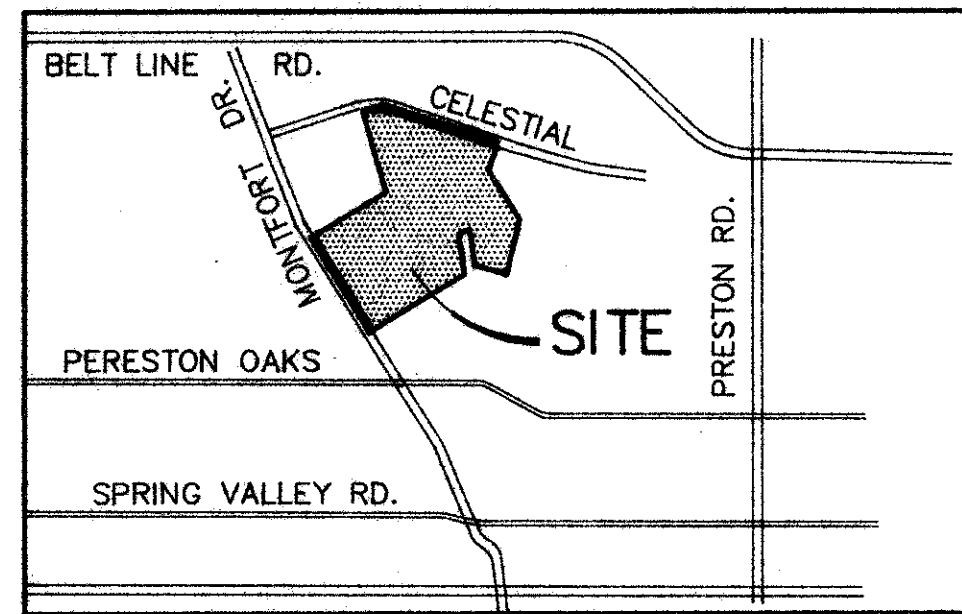 BELT LINE RD.
CELESTIAL
MONTFORT DR.
PRESTON RD.
SITE
PERESTON OAKS
SPRING VALLEY RD.